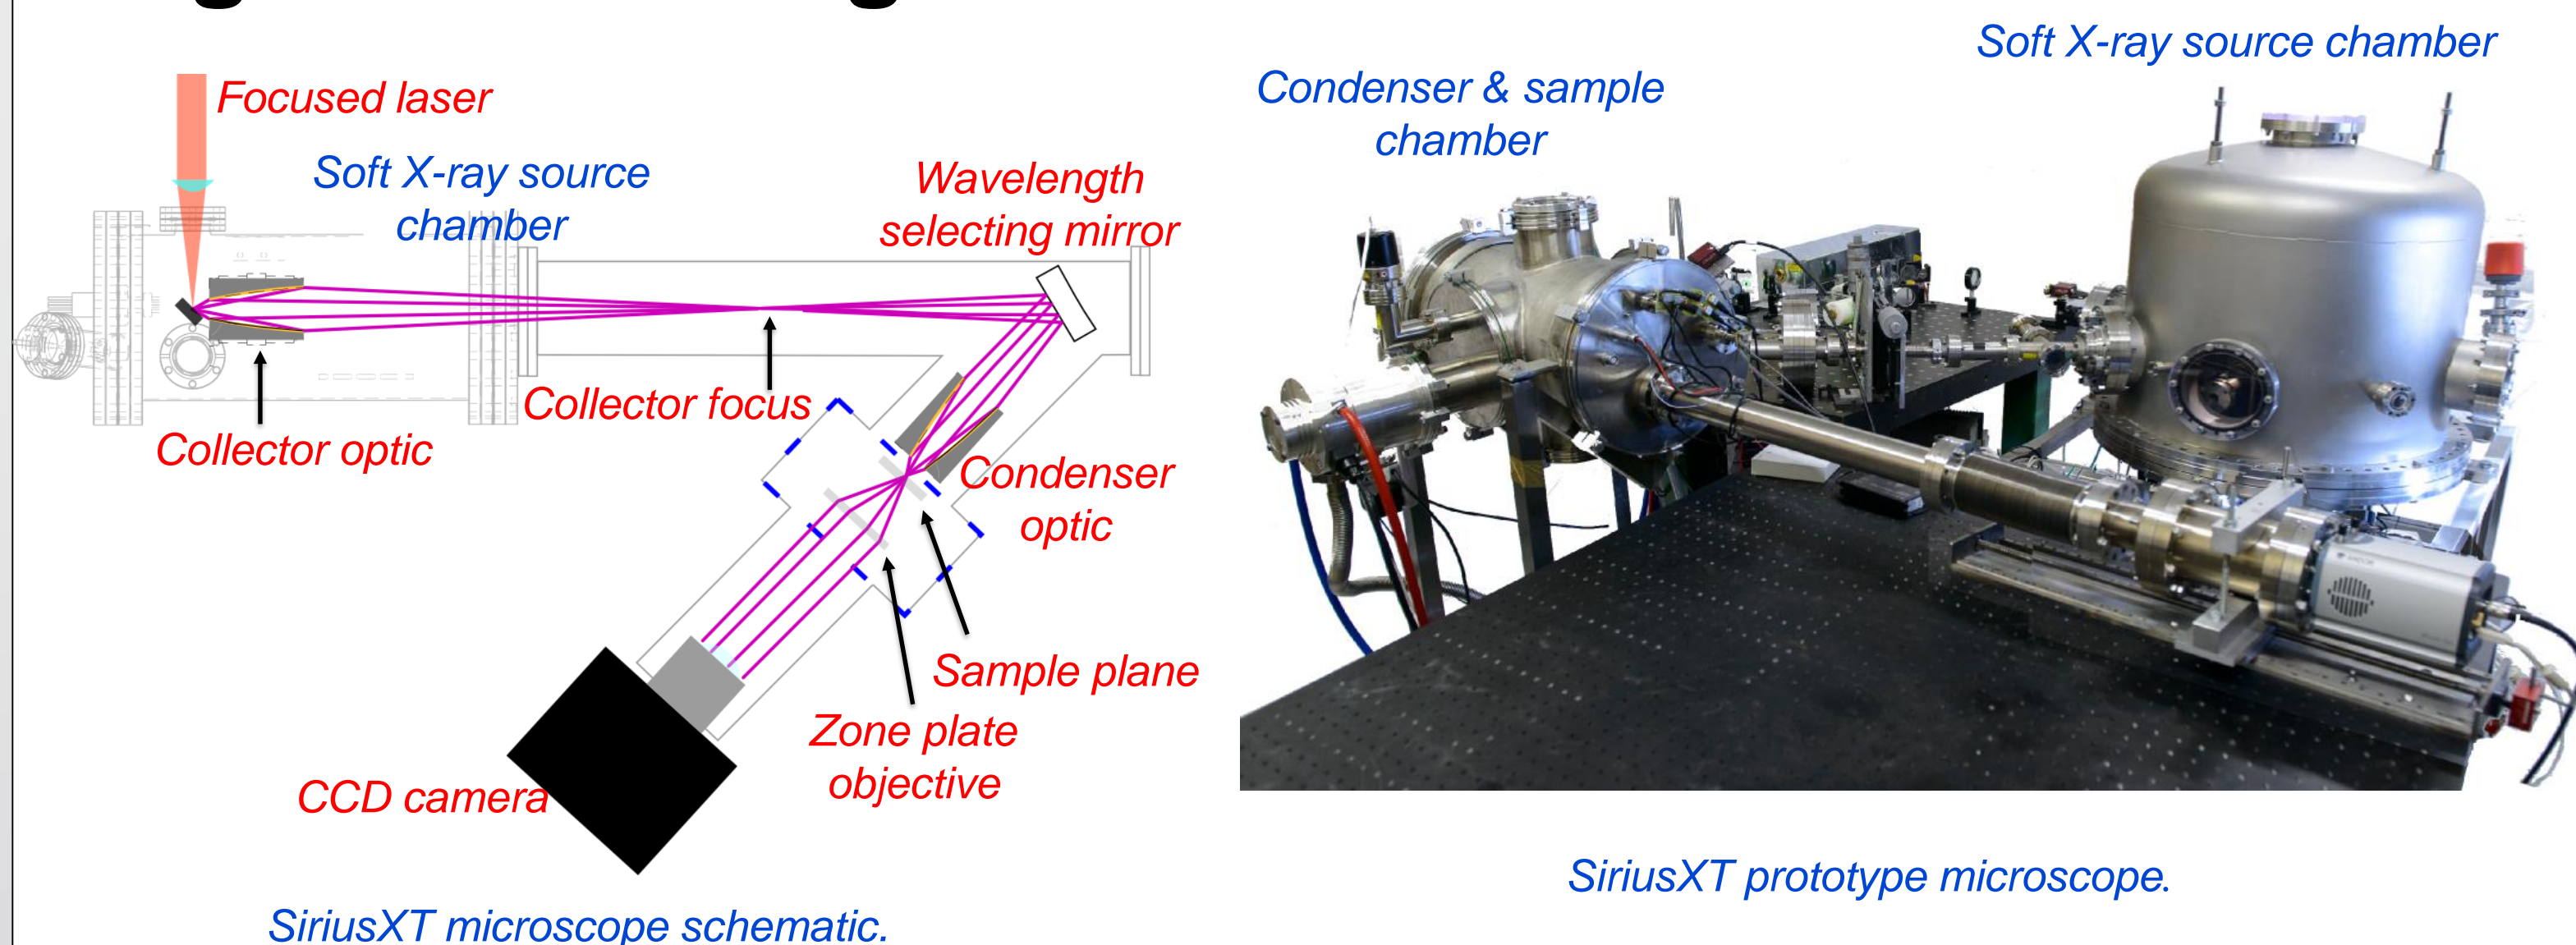 Focused laser
Soft X-ray source
chamber
Wavelength
selecting mirror
Collector focus
Collector optic
Condenser
optic
Sample plane
Zone plate
objective
CCD camera
SiriusXT microscope schematic.
Soft X-ray source chamber
Condenser & sample
chamber
SiriusXT prototype microscope.